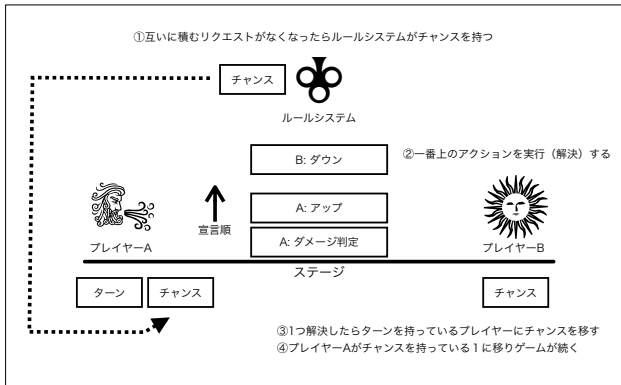 ①互いに積むリクエストがなくなったらルールシステムがチャンスを持つ
チャンス
ルールシステム
B: ダウン
②一番上のアクションを実行（解決）する
A: アップ
宣言順
A: ダメージ判定
プレイヤーA
プレイヤーB
ステージ
ターン
チャンス
チャンス
③1つ解決したらターンを持っているプレイヤーにチャンスを移す
④プレイヤーAがチャンスを持っている１に移りゲームが続く